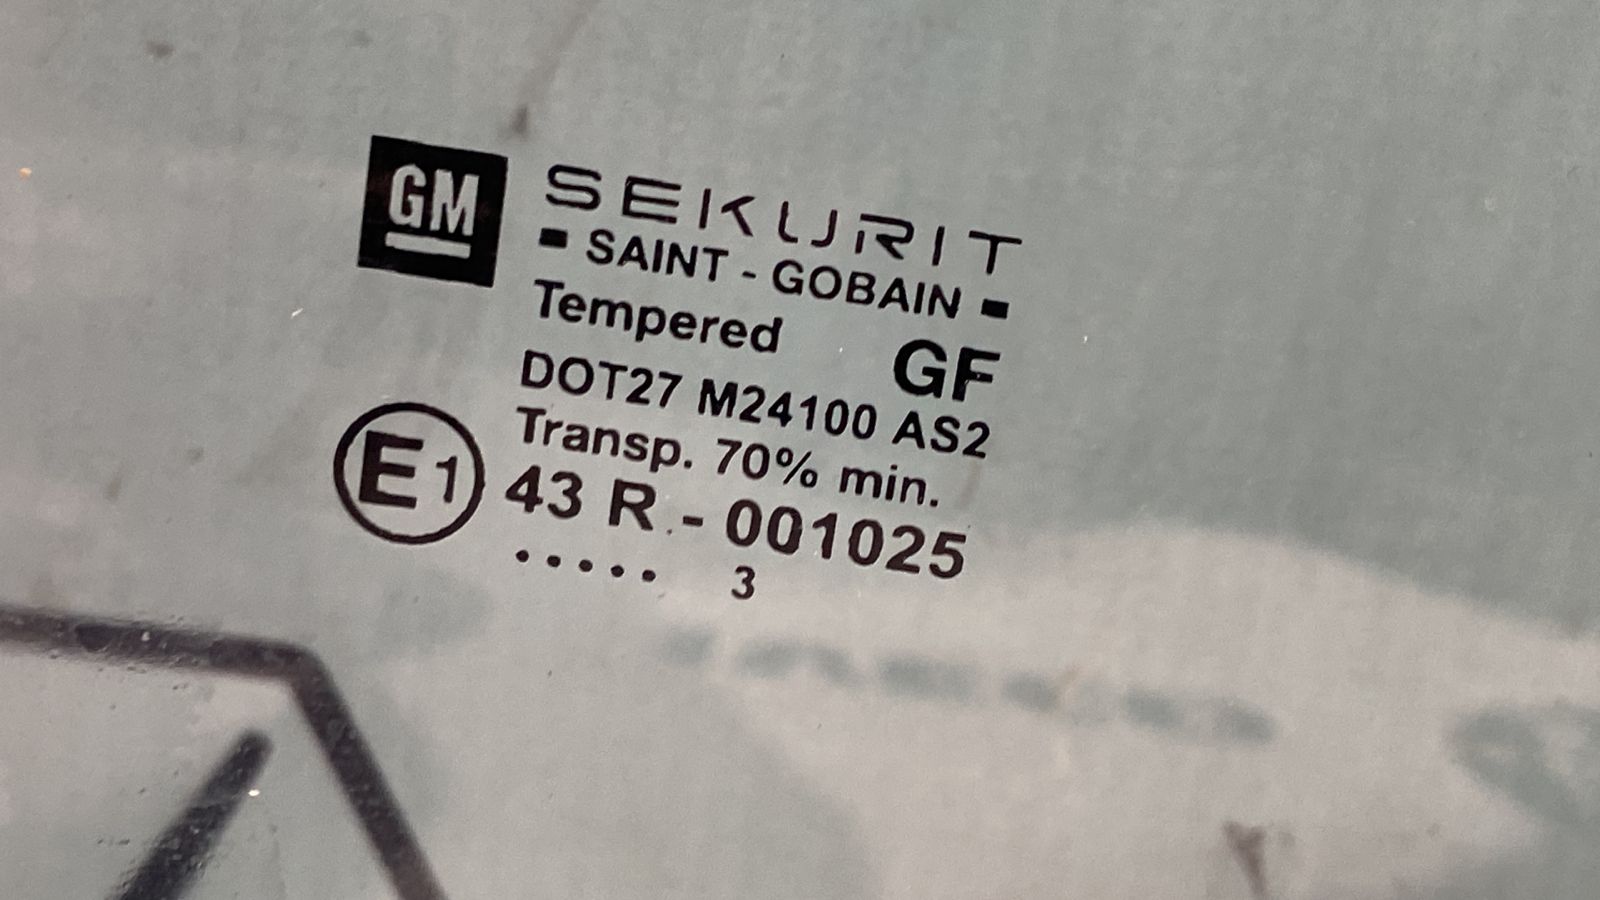 GM
SEKURIT
SAINT - GOBAIN
Tempered GF
DOT27 M24100 AS2
Transp. 70% min.
E1 43 R - 001025
..... 3